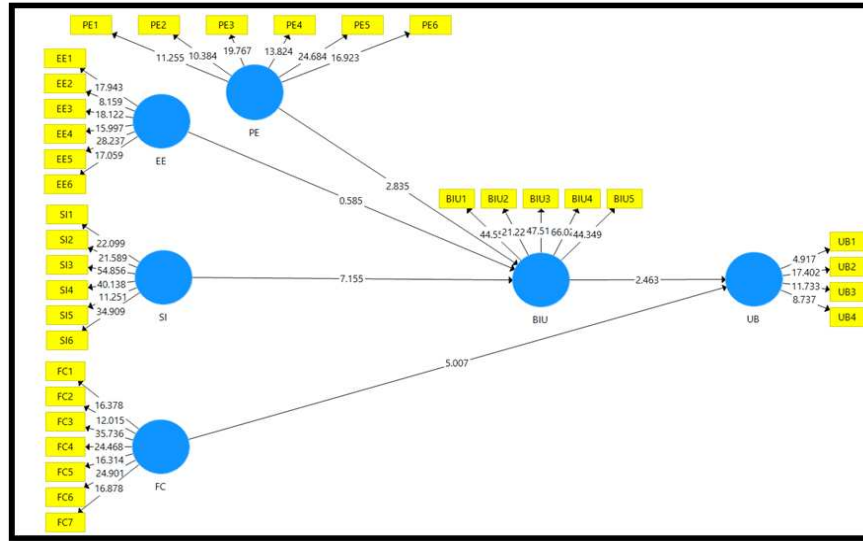 PE1 PE2 PE3 PE4 PE5 PE6
11.255 10.384 19.767 13.824 24.684 16.923
PE
EE1
EE2
EE3
EE4
EE5
EE6
17.943
8.159
18.122
15.997
28.237
17.059
EE
2.835
0.585
BIU1 BIU2 BIU3 BIU4 BIU5
44.55 21.22 47.51 66.02 44.349
SI1
SI2
SI3
SI4
SI5
SI6
22.099
21.589
54.856
40.138
11.251
34.909
SI
7.155
BIU
2.463
UB
4.917
17.402
11.733
8.737
UB1
UB2
UB3
UB4
5.007
FC1
FC2
FC3
FC4
FC5
FC6
FC7
16.378
12.015
35.736
24.468
16.314
24.901
16.878
FC